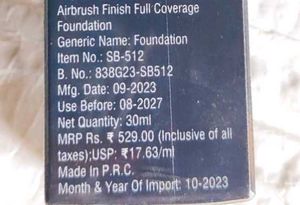 Airbrush Finish Full Coverage
Foundation
Generic Name: Foundation
Item No.: SB-512
B. No.: 838G23-SB512
Mfg. Date: 09-2023
Use Before: 08-2027
Net Quantity: 30ml
MRP Rs. ₹ 529.00 (Inclusive of all
taxes);USP: ₹17.63/ml
Made In P.R.C.
Month & Year Of Import: 10-2023